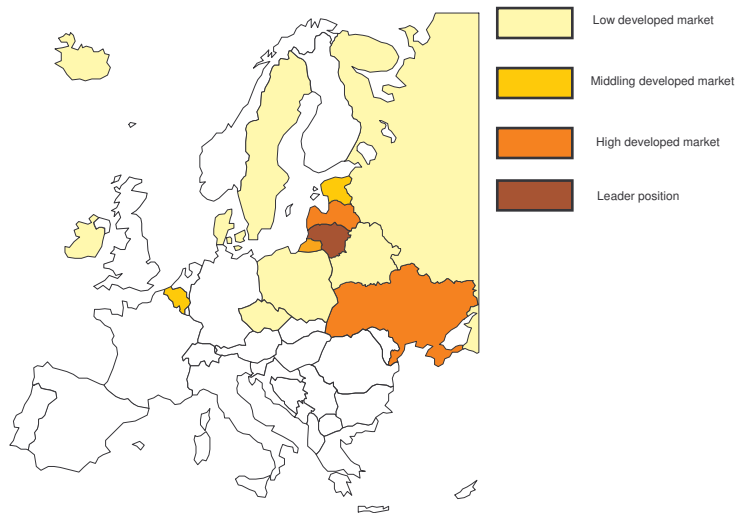 Low developed market
Middling developed market
High developed market
Leader position